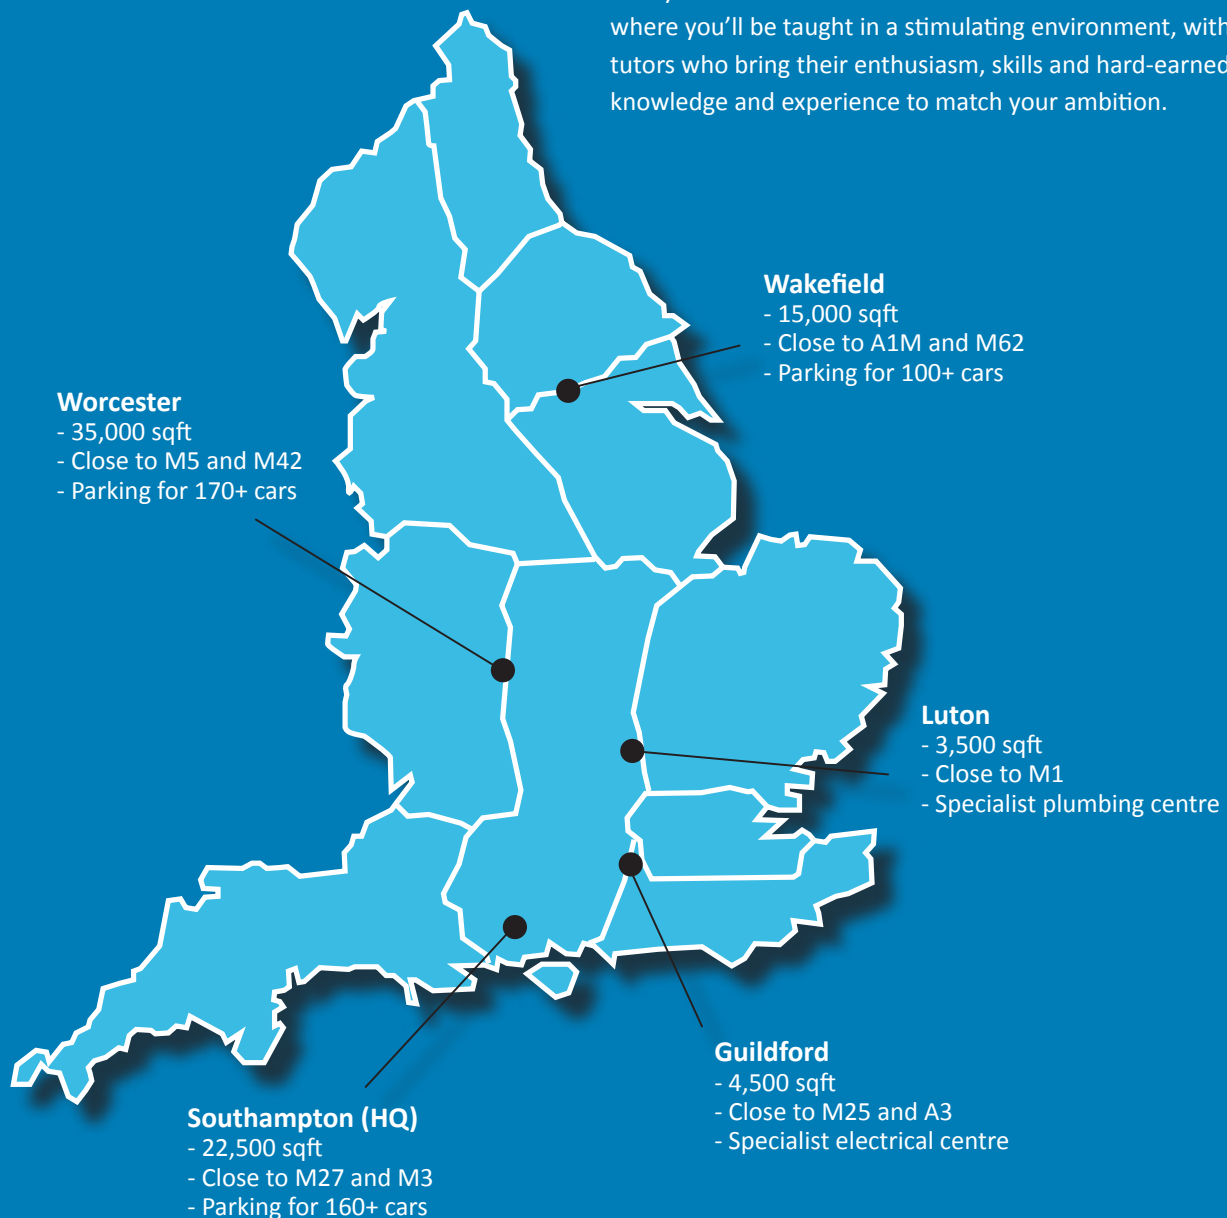 where you'll be taught in a stimulating environment, with
tutors who bring their enthusiasm, skills and hard-earned
knowledge and experience to match your ambition.
Wakefield
- 15,000 sqft
- Close to A1M and M62
- Parking for 100+ cars
Worcester
- 35,000 sqft
- Close to M5 and M42
- Parking for 170+ cars
Luton
- 3,500 sqft
- Close to M1
- Specialist plumbing centre
Guildford
- 4,500 sqft
- Close to M25 and A3
- Specialist electrical centre
Southampton (HQ)
- 22,500 sqft
- Close to M27 and M3
- Parking for 160+ cars